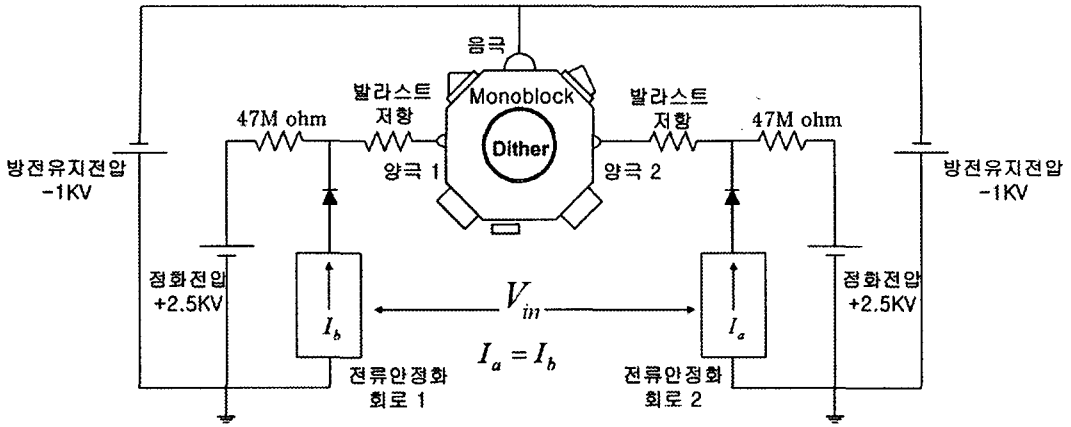 음극
Monoblock
Dither
발라스트
저항
발라스트
저항
47M ohm
47M ohm
양극 1
양극 2
방전유지전압
-1KV
방전유지전압
-1KV
점화전압
+2.5KV
점화전압
+2.5KV
I_b
V_in
I_a
I_a = I_b
전류안정화
회로 1
전류안정화
회로 2